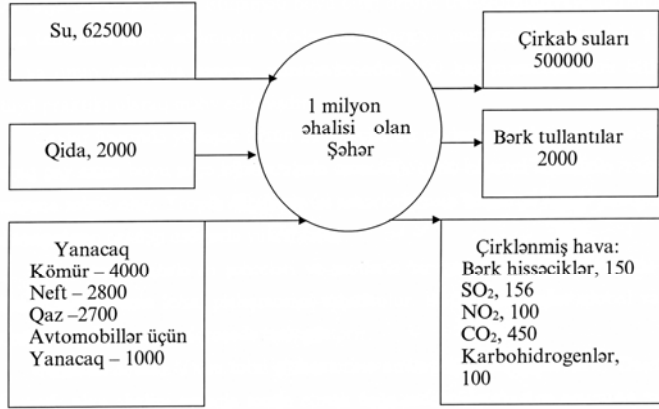 Su, 625000
Qida, 2000
Yanacaq
Kömür – 4000
Neft – 2800
Qaz –2700
Avtomobillər üçün
Yanacaq – 1000
1 milyon
əhalisi olan
Şəhər
Çirkab suları
500000
Bərk tullantılar
2000
Çirklənmiş hava:
Bərk hissəciklər, 150
SO₂, 156
NO₂, 100
CO₂, 450
Karbohidrogenlər,
100